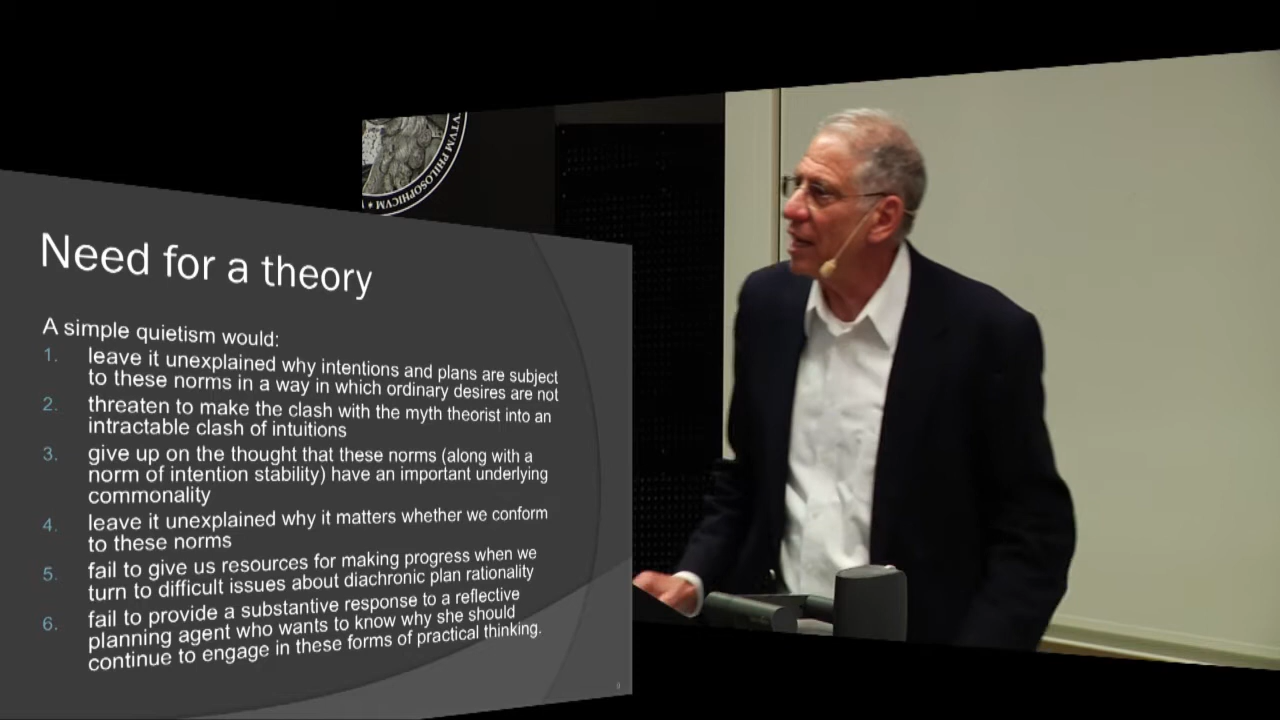 VTVM PHILOSOPHICVM
Need for a theory
A simple quietism would:
1. leave it unexplained why intentions and plans are subject
to these norms in a way in which ordinary desires are not
2. threaten to make the clash with the myth theorist into an
intractable clash of intuitions
3. give up on the thought that these norms (along with a
norm of intention stability) have an important underlying
commonality
4. leave it unexplained why it matters whether we conform
to these norms
5. fail to give us resources for making progress when we
turn to difficult issues about diachronic plan rationality
6. fail to provide a substantive response to a reflective
planning agent who wants to know why she should
continue to engage in these forms of practical thinking.